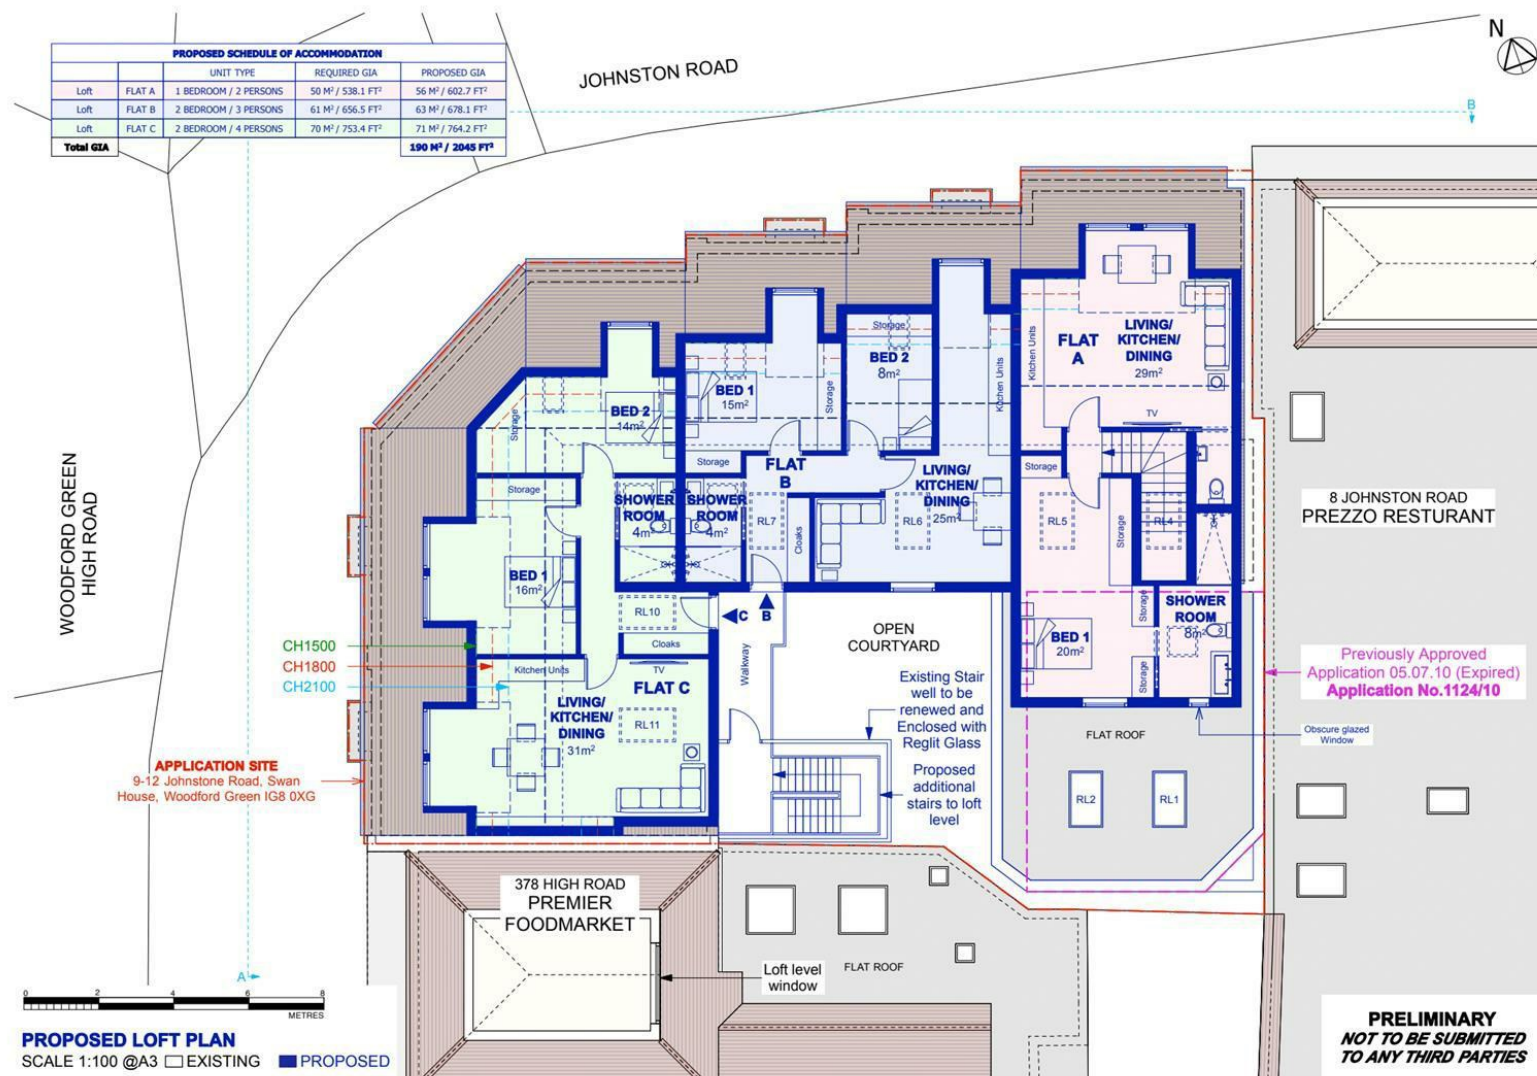 PROPOSED SCHEDULE OF ACCOMMODATION
UNIT TYPE REQUIRED GIA PROPOSED GIA
Loft FLAT A 1 BEDROOM / 2 PERSONS 50 M² / 538.1 FT² 56 M² / 602.7 FT²
Loft FLAT B 2 BEDROOM / 3 PERSONS 61 M² / 656.5 FT² 63 M² / 678.1 FT²
Loft FLAT C 2 BEDROOM / 4 PERSONS 70 M² / 753.4 FT² 71 M² / 764.2 FT²
Total GIA 190 M² / 2045 FT²
JOHNSTON ROAD
N
B
WOODFORD GREEN
HIGH ROAD
FLAT
A
LIVING/
KITCHEN/
DINING
29m²
Kitchen Units
TV
Storage
BED 2
8m²
Kitchen Units
BED 1
15m²
Storage
Storage
FLAT
B
LIVING/
KITCHEN/
DINING
25m²
RL6
RL7
Cloaks
SHOWER
ROOM
4m²
BED 2
14m²
Storage
SHOWER
ROOM
4m²
Storage
BED 1
16m²
RL10
Cloaks
C
B
Kitchen Units
TV
FLAT C
LIVING/
KITCHEN/
DINING
31m²
RL11
Storage
RL5
Storage
RL4
BED 1
20m²
Storage
Storage
SHOWER
ROOM
8m²
Walkway
OPEN
COURTYARD
Existing Stair
well to be
renewed and
Enclosed with
Reglit Glass
Proposed
additional
stairs to loft
level
FLAT ROOF
RL2
RL1
Obscure glazed
Window
8 JOHNSTON ROAD
PREZZO RESTURANT
Previously Approved
Application 05.07.10 (Expired)
Application No.1124/10
CH1500
CH1800
CH2100
APPLICATION SITE
9-12 Johnstone Road, Swan
House, Woodford Green IG8 0XG
378 HIGH ROAD
PREMIER
FOODMARKET
Loft level
window
FLAT ROOF
A
0 2 4 6 8
METRES
PROPOSED LOFT PLAN
SCALE 1:100 @A3 EXISTING PROPOSED
PRELIMINARY
NOT TO BE SUBMITTED
TO ANY THIRD PARTIES